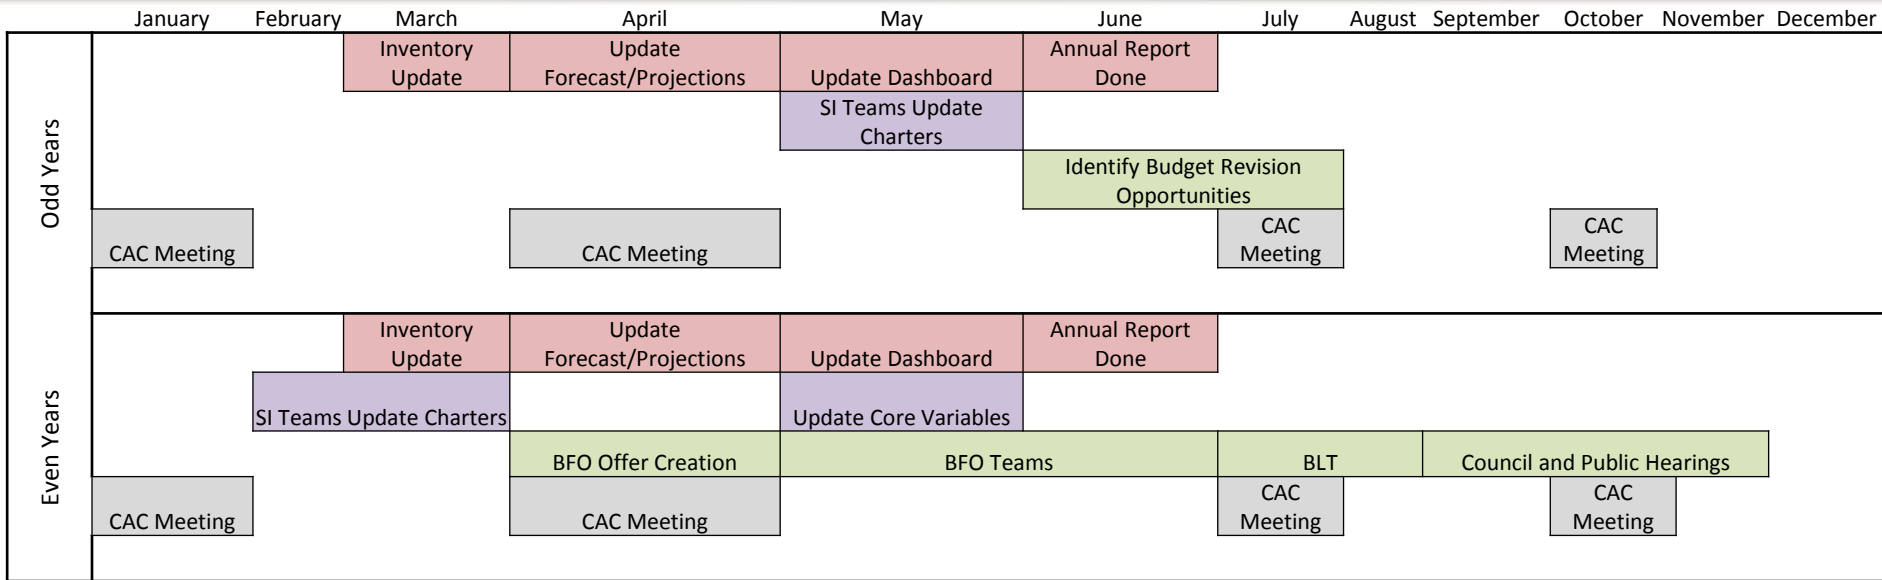 January February March April May June July August September October November December
Odd Years
Inventory Update
Update Forecast/Projections
Update Dashboard
Annual Report Done
SI Teams Update Charters
Identify Budget Revision Opportunities
CAC Meeting
CAC Meeting
CAC Meeting
CAC Meeting
Even Years
Inventory Update
Update Forecast/Projections
Update Dashboard
Annual Report Done
SI Teams Update Charters
Update Core Variables
BFO Offer Creation
BFO Teams
BLT
Council and Public Hearings
CAC Meeting
CAC Meeting
CAC Meeting
CAC Meeting